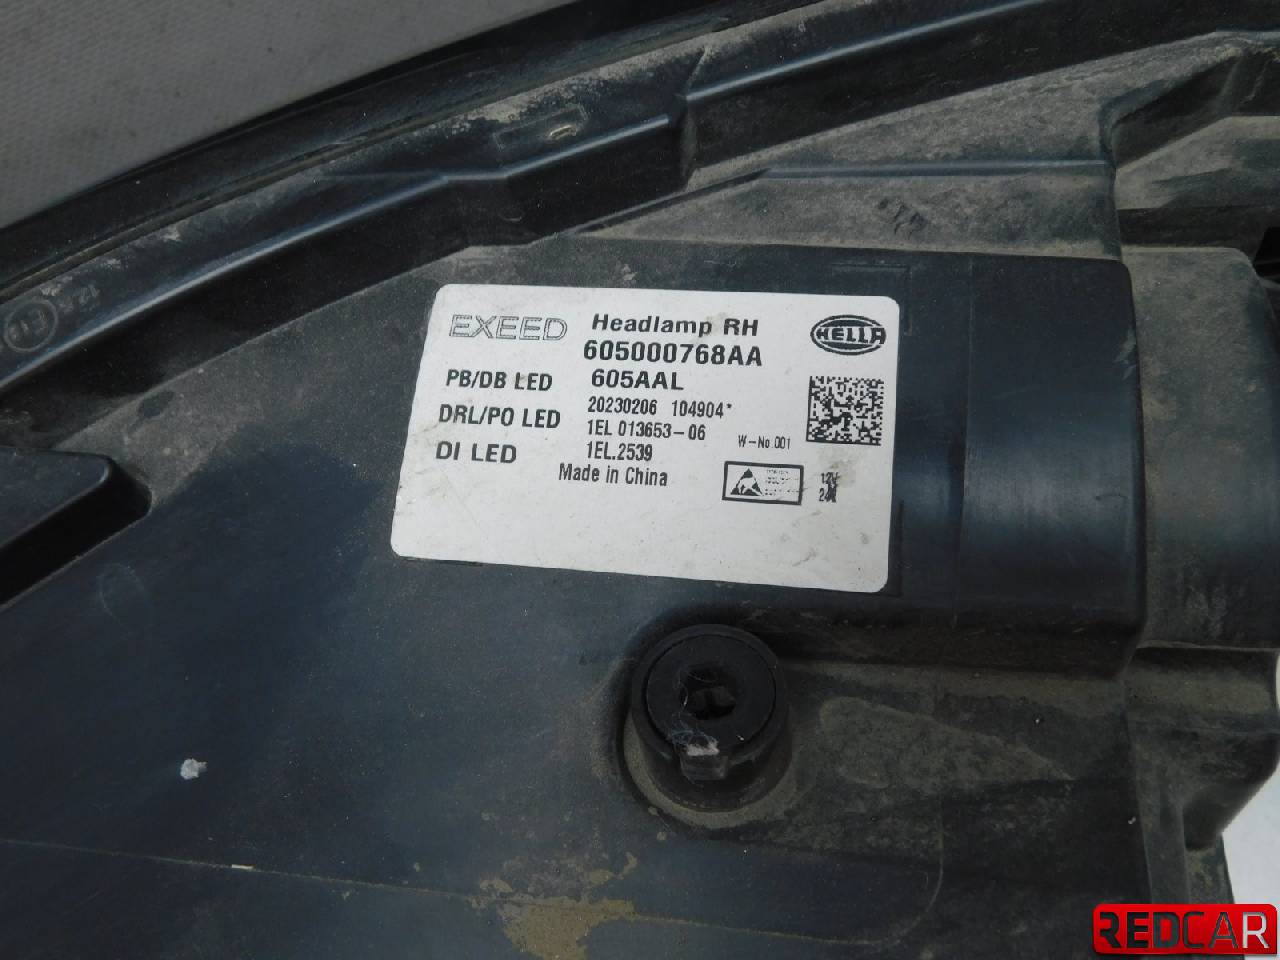 EXEED
Headlamp RH
HELLA
605000768AA
PB/DB LED 605AAL
20230206 104904*
DRL/PO LED
1EL 013653-06
W-No 001
DI LED 1EL.2539
Made in China
12V
REDCAR